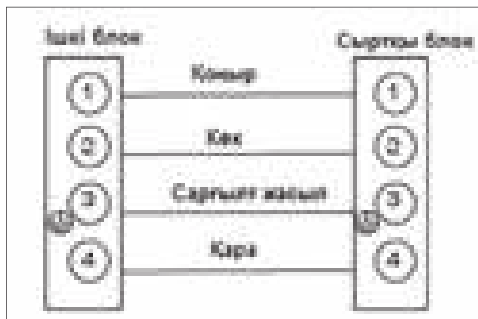 Ішкі блок
Сыртқы блок
1 Қоңыр 1
2 Көк 2
3 Сарғылт жасыл 3
4 Қара 4